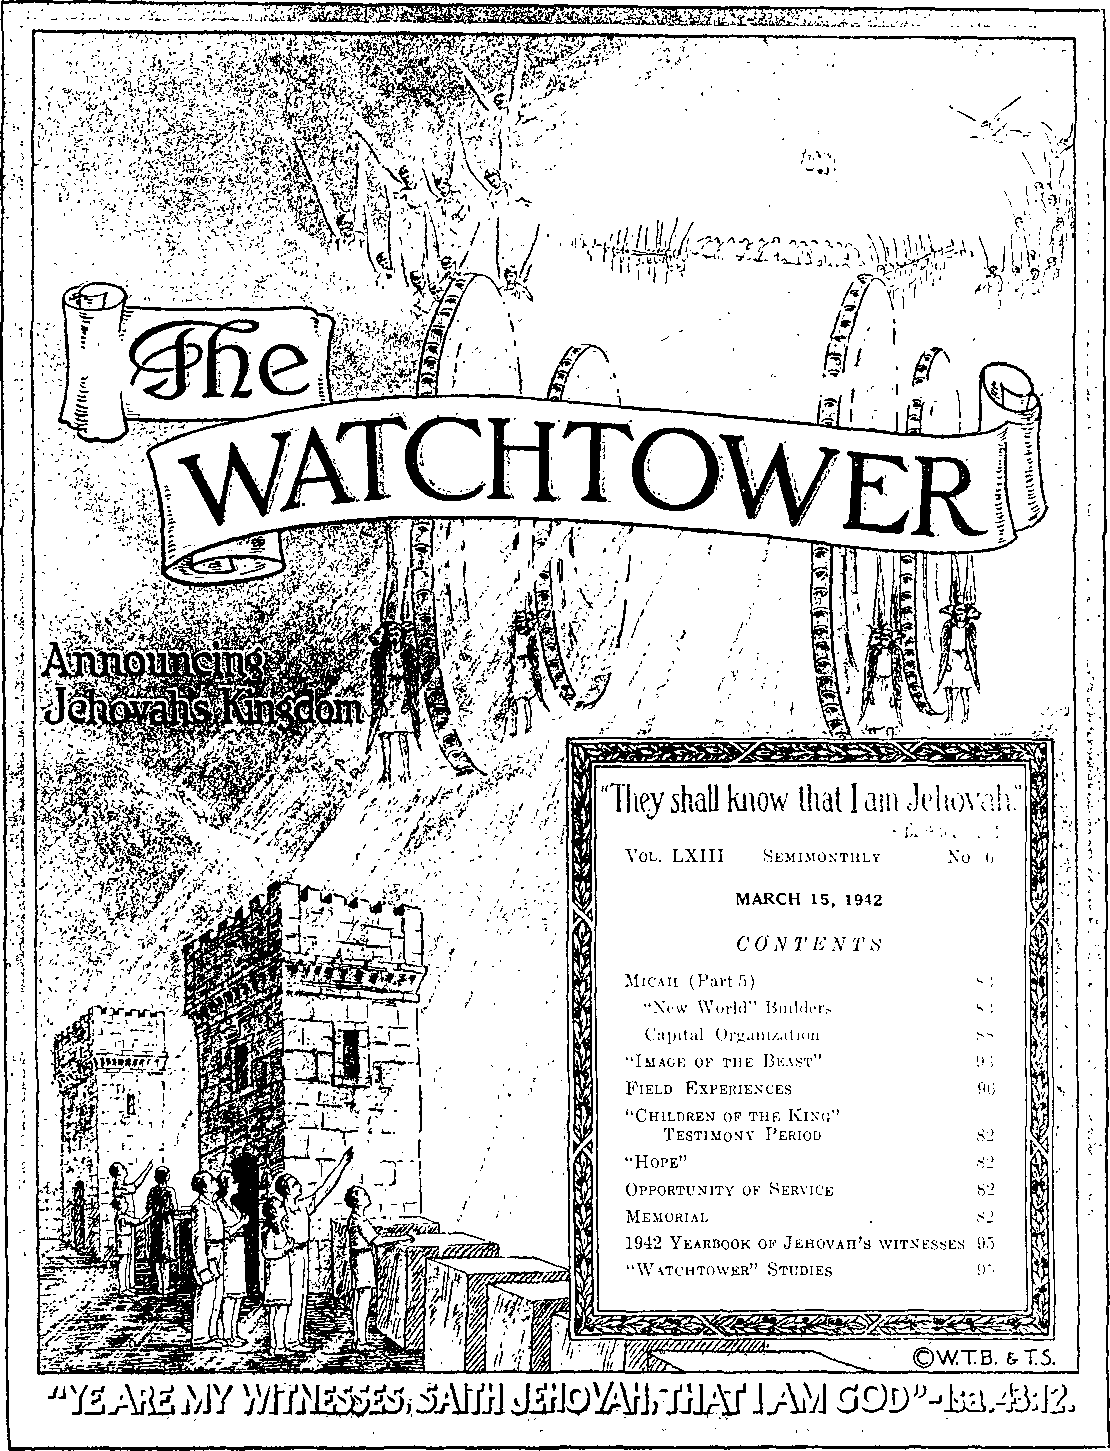 The
WATCHTOWER
Announcing
Jehovah's Kingdom
"They shall know that I am Jehovah."
VOL. LXIII SEMIMONTHLY No 6
MARCH 15, 1942
CONTENTS
MICAH (Part 5)
"New World" Builders
Capital Organization 88
"IMAGE OF THE BEAST"
FIELD EXPERIENCES 96
"CHILDREN OF THE KING"
TESTIMONY PERIOD 82
"HOPE" 82
OPPORTUNITY OF SERVICE 82
MEMORIAL 82
1942 YEARBOOK OF JEHOVAH'S WITNESSES 95
"WATCHTOWER" STUDIES
©W.T.B. & T.S.
"YE ARE MY WITNESSES, SAITH JEHOVAH, THAT I AM GOD"-Isa.43:12.